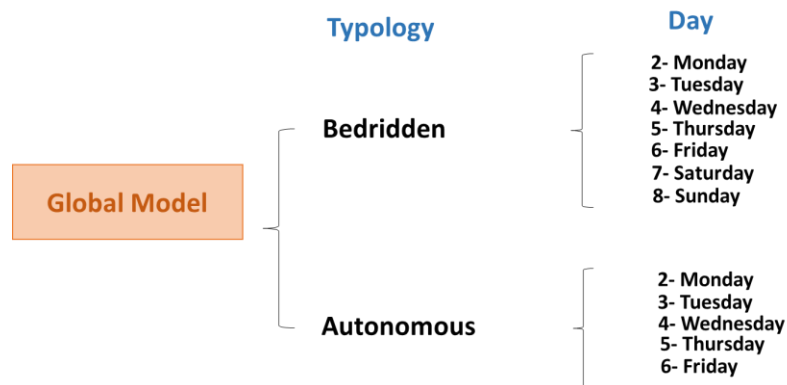 Typology
Day
2- Monday
3- Tuesday
4- Wednesday
5- Thursday
6- Friday
7- Saturday
8- Sunday
Bedridden
Global Model
2- Monday
3- Tuesday
4- Wednesday
5- Thursday
6- Friday
Autonomous